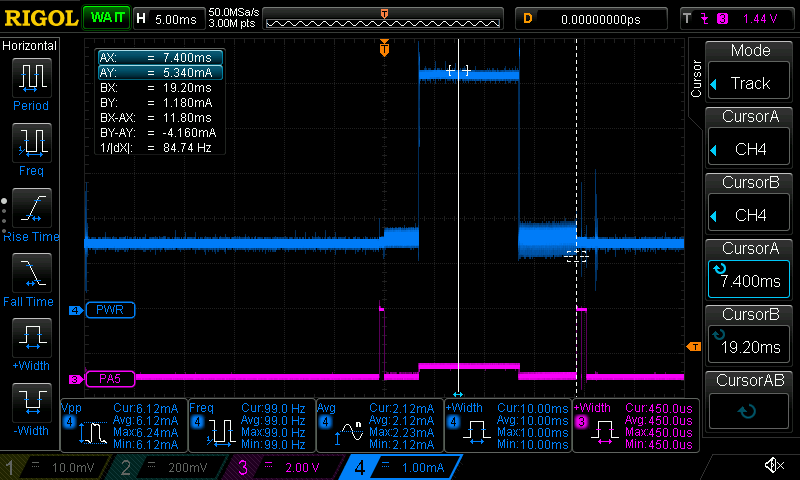 RIGOL WAIT H 5.00ms 50.0MSa/s 3.00M pts T D 0.00000000ps T 3 1.44 V
Horizontal
Period
Freq
Rise Time
Fall Time
+Width
-Width
AX: = 7.400ms
AY: = 5.340mA
BX: = 19.20ms
BY: = 1.180mA
BX-AX: = 11.80ms
BY-AY: = -4.160mA
1/|dX|: = 84.74 Hz
T
4 PWR
3 PA5
T
Cursor
Mode
Track
CursorA
CH4
CursorB
CH4
CursorA
7.400ms
CursorB
19.20ms
CursorAB
Vpp 4 Cur: 6.12mA
Avg: 6.12mA
Max: 6.24mA
Min: 6.12mA
Freq 4 Cur: 99.0 Hz
Avg: 99.0 Hz
Max: 99.0 Hz
Min: 99.0 Hz
Avg 4 n Cur: 2.12mA
Avg: 2.12mA
Max: 2.23mA
Min: 2.12mA
+Width 4 Cur: 10.00ms
Avg: 10.00ms
Max: 10.00ms
Min: 10.00ms
+Width 3 Cur: 450.0us
Avg: 450.0us
Max: 450.0us
Min: 450.0us
1 = 10.0mV 2 = 200mV 3 = 2.00 V 4 = 1.00mA